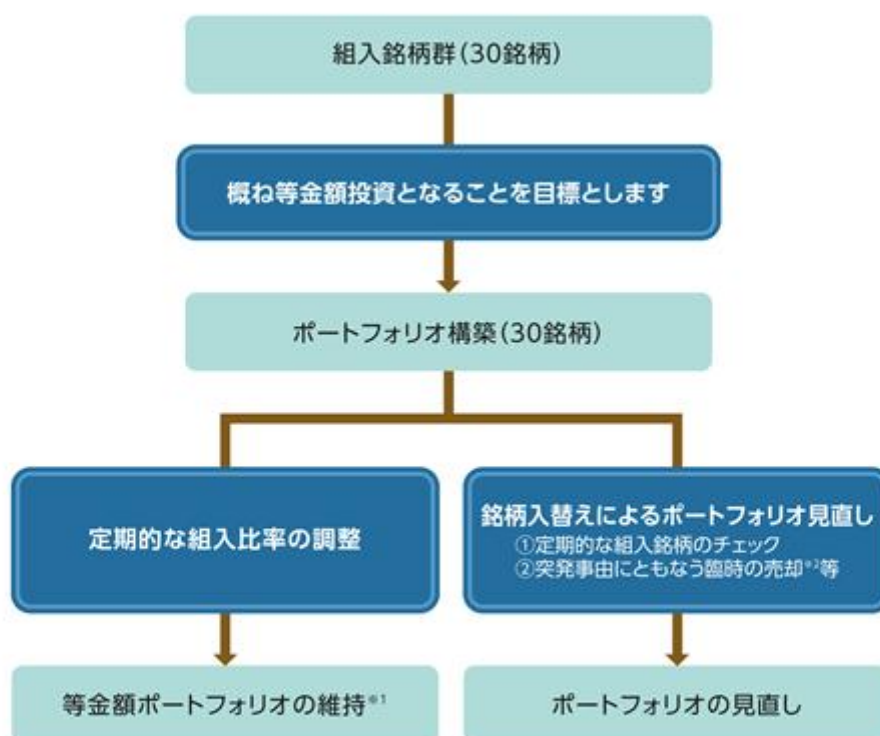 組入銘柄群(30銘柄)
概ね等金額投資となることを目標とします
ポートフォリオ構築(30銘柄)
定期的な組入比率の調整
銘柄入替えによるポートフォリオ見直し
①定期的な組入銘柄のチェック
②突発事由にともなう臨時の売却※2等
等金額ポートフォリオの維持※1
ポートフォリオの見直し